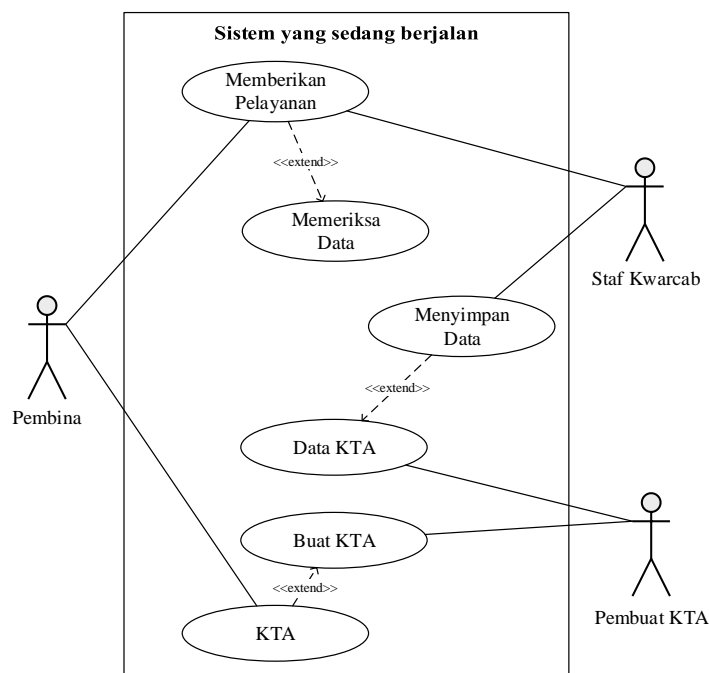 Sistem yang sedang berjalan
Memberikan
Pelayanan
<<extend>>
Memeriksa
Data
Staf Kwarcab
Menyimpan
Data
<<extend>>
Pembina
Data KTA
Buat KTA
<<extend>>
Pembuat KTA
KTA